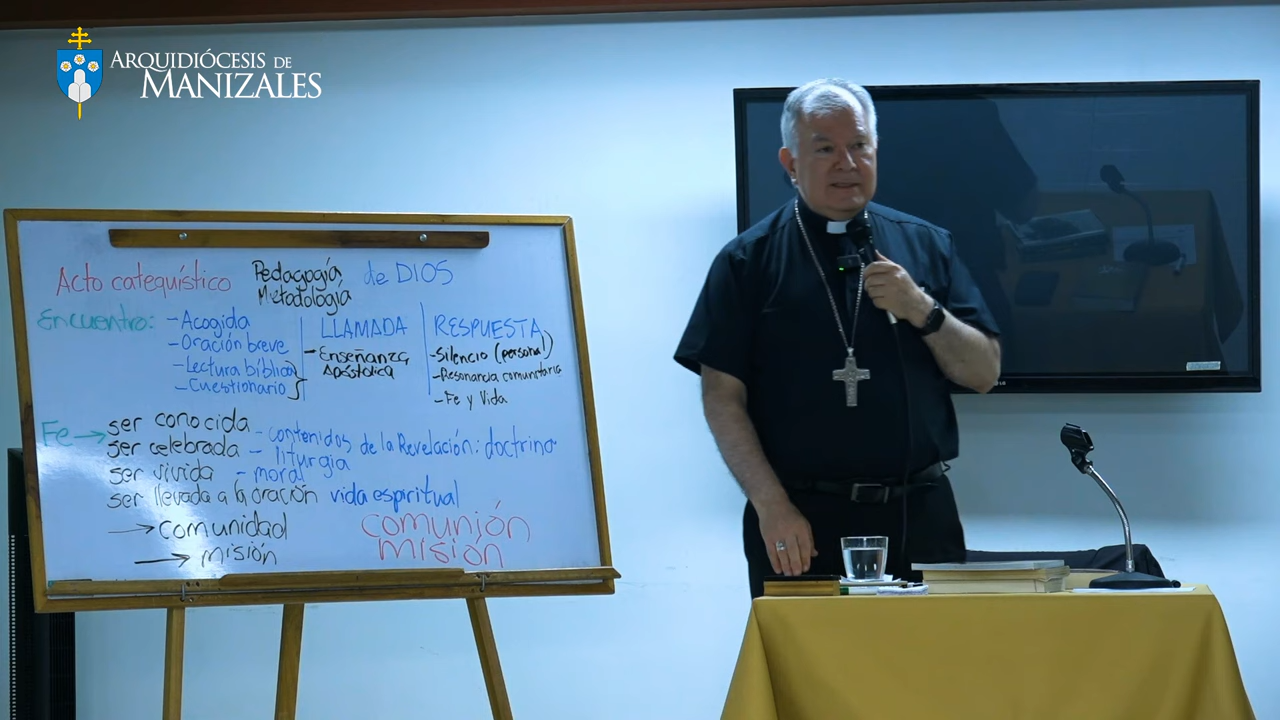 ARQUIDIÓCESIS DE
MANIZALES
Acto catequístico Pedagogía, de DIOS
Metodología
Encuentro: - Acogida
- Oración breve
- Lectura bíblica
- Cuestionario
LLAMADA
- Enseñanza
Apóstolica
RESPUESTA
- Silencio (personal)
- Resonancia comunitaria
- Fe y Vida
Fe → ser conocida - contenidos de la Revelación: doctrina
ser celebrada - liturgia
ser vivida - moral
ser llevada a la oración vida espiritual
→ comunidad
→ misión
comunión
misión